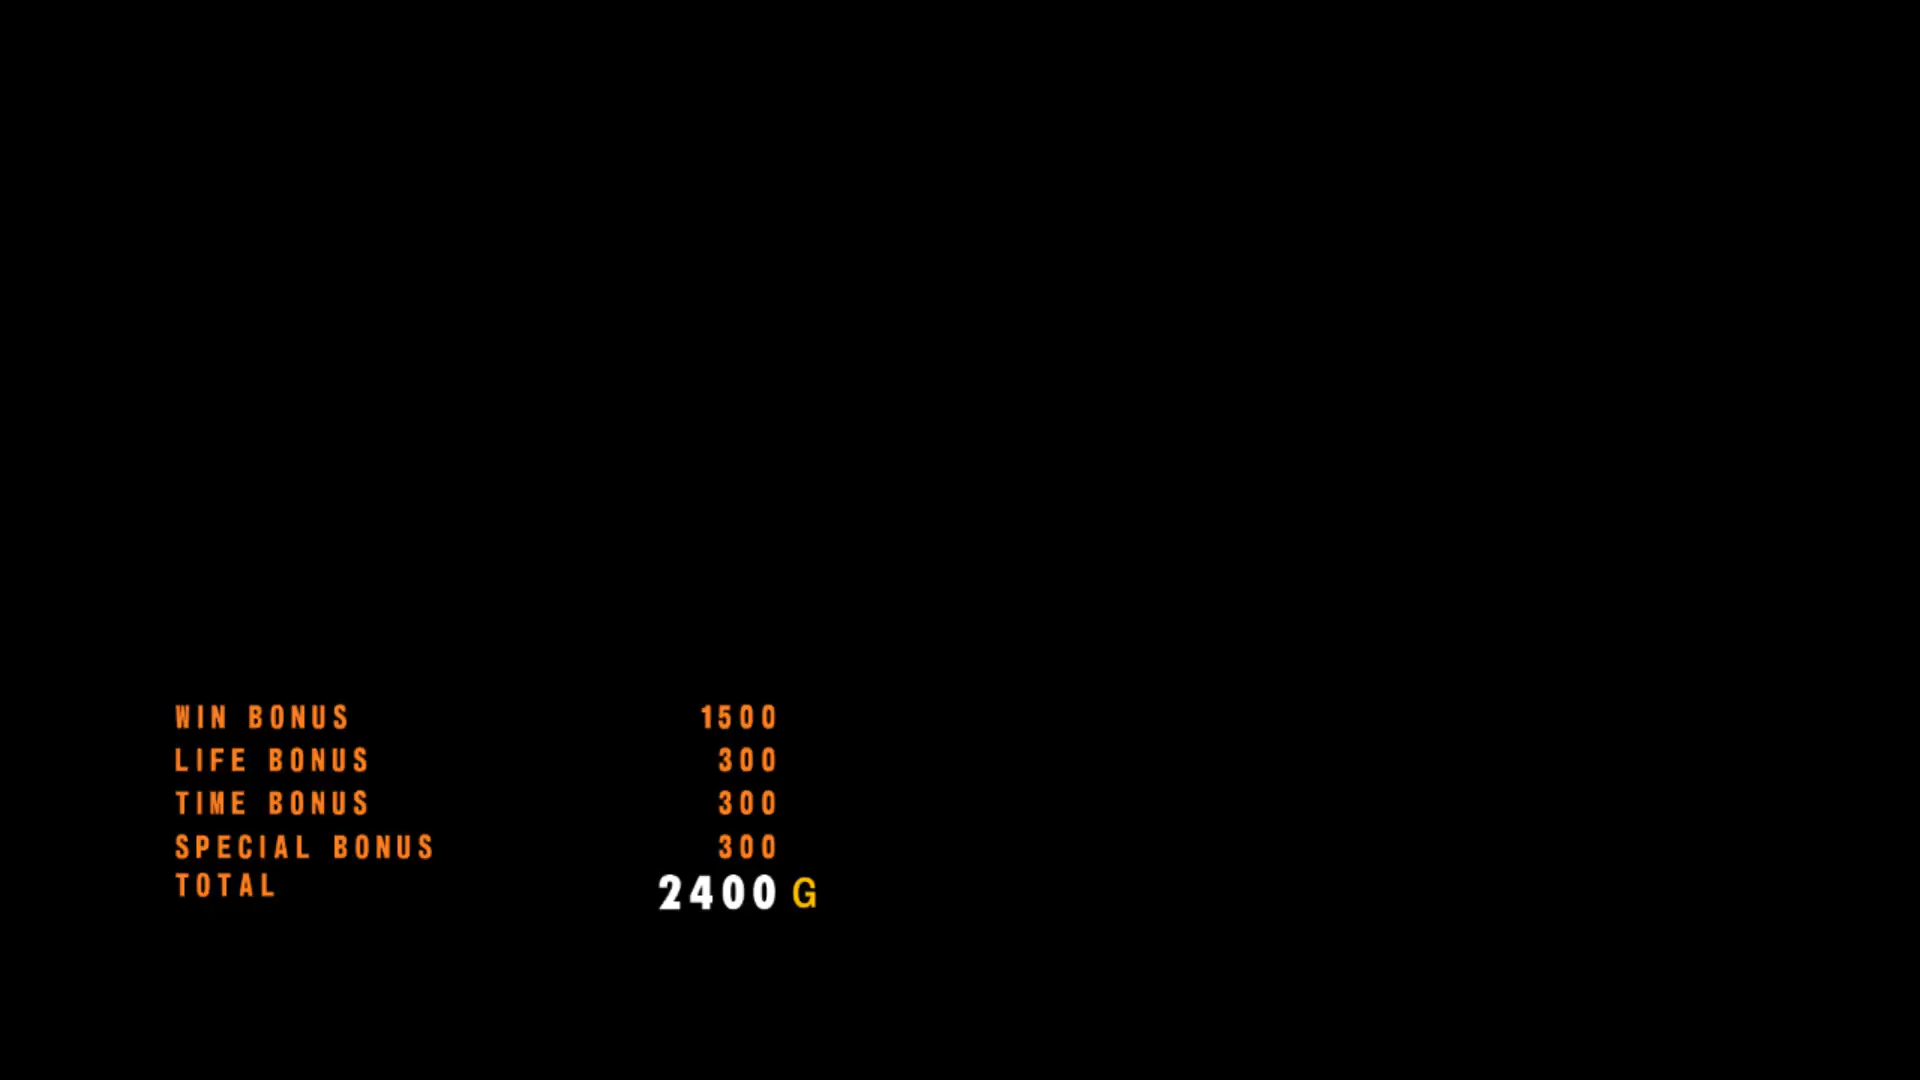 WIN BONUS 1500
LIFE BONUS 300
TIME BONUS 300
SPECIAL BONUS 300
TOTAL 2400 G